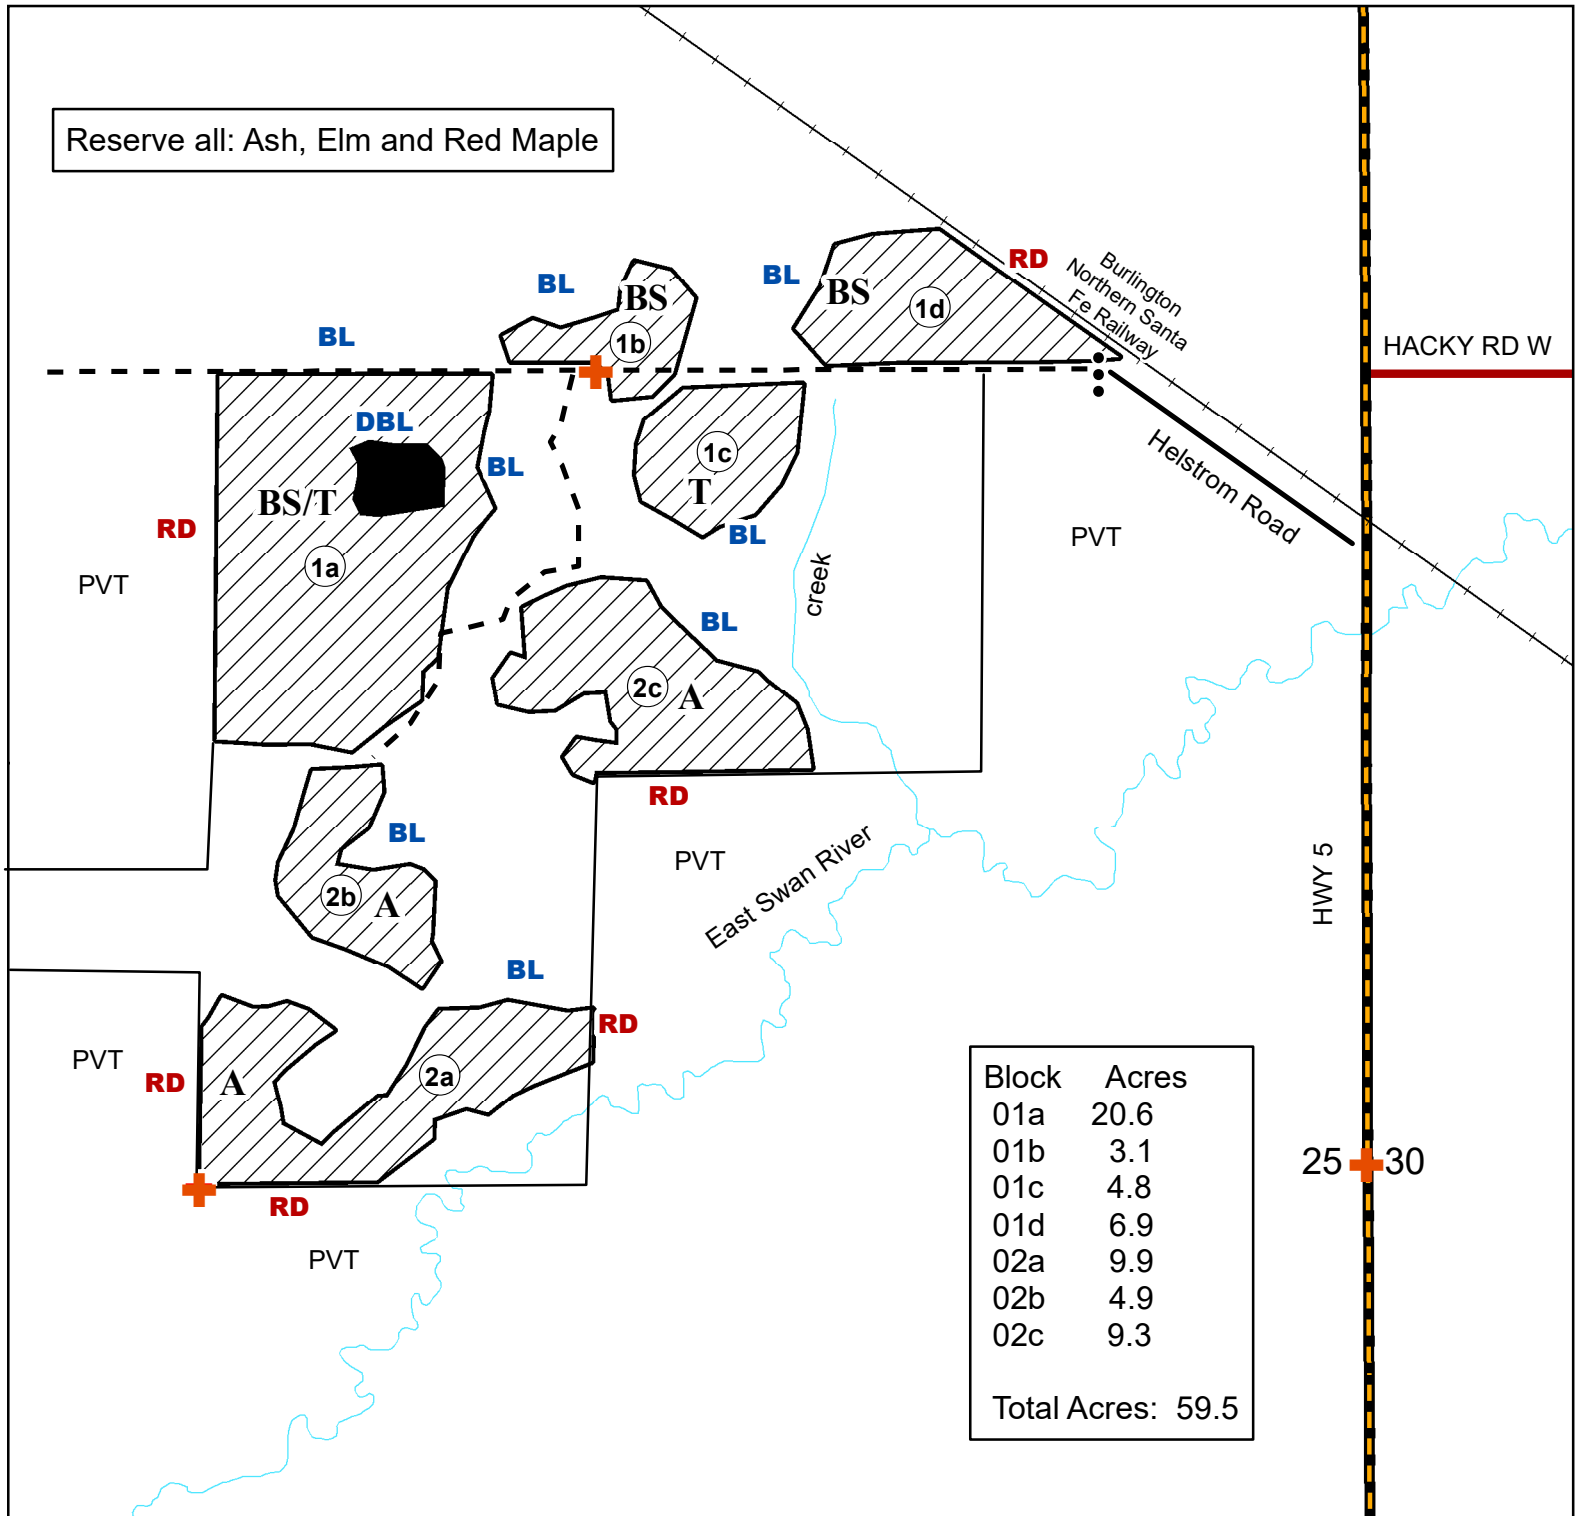 Reserve all: Ash, Elm and Red Maple
BL
BS
1b
BL
BS
1d
RD
Burlington
Northern Santa
Fe Railway
HACKY RD W
BL
DBL
BL
BS/T
RD
1a
PVT
1c
T
BL
creek
PVT
Helstrom Road
BL
2c
A
RD
PVT
East Swan River
HWY 5
BL
2b
A
BL
RD
PVT
RD
A
2a
RD
PVT
25
30
Block Acres
01a 20.6
01b 3.1
01c 4.8
01d 6.9
02a 9.9
02b 4.9
02c 9.3
Total Acres: 59.5